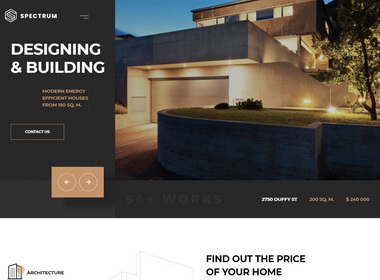 SPECTRUM
DESIGNING
& BUILDING
MODERN ENERGY
EFFICIENT HOUSES
FROM 150 SQ. M.
CONTACT US
54+ WORKS
2750 DUFFY ST 200 SQ. M. $ 240 000
ARCHITECTURE
FIND OUT THE PRICE
OF YOUR HOME